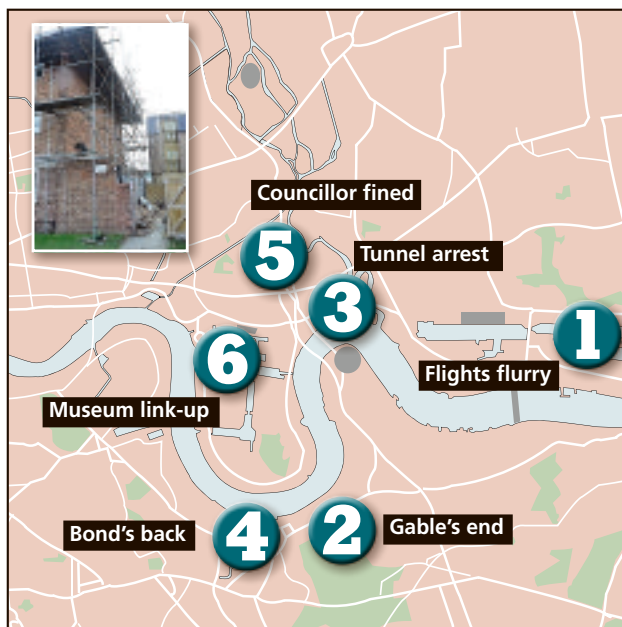 Councillor fined
5
Tunnel arrest
3
1
Flights flurry
6
Museum link-up
Bond's back
4
2
Gable's end